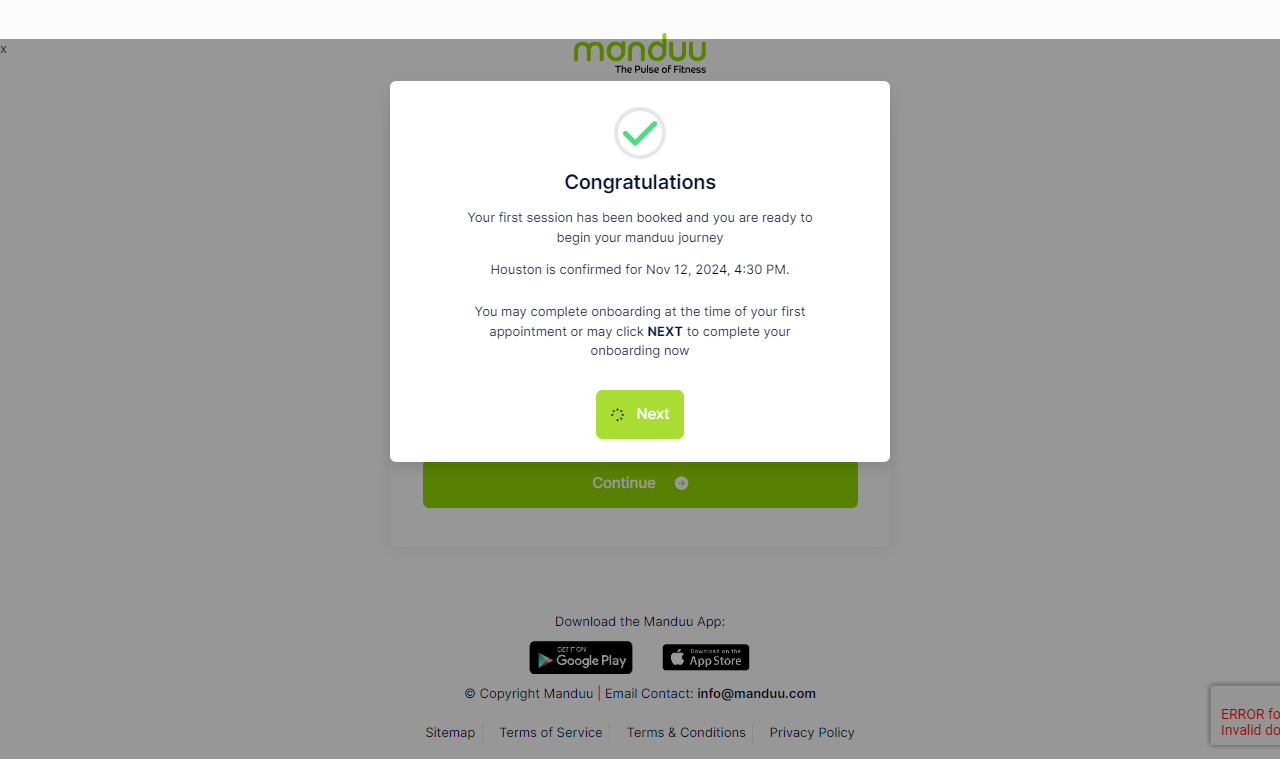 x
manduu
The Pulse of Fitness
Congratulations
Your first session has been booked and you are ready to
begin your manduu journey
Houston is confirmed for Nov 12, 2024, 4:30 PM.
You may complete onboarding at the time of your first
appointment or may click NEXT to complete your
onboarding now
Next
Continue
Download the Manduu App:
GET IT ON
Google Play
Download on the
App Store
© Copyright Manduu | Email Contact: info@manduu.com
Sitemap
Terms of Service
Terms & Conditions
Privacy Policy
ERROR fo
Invalid do